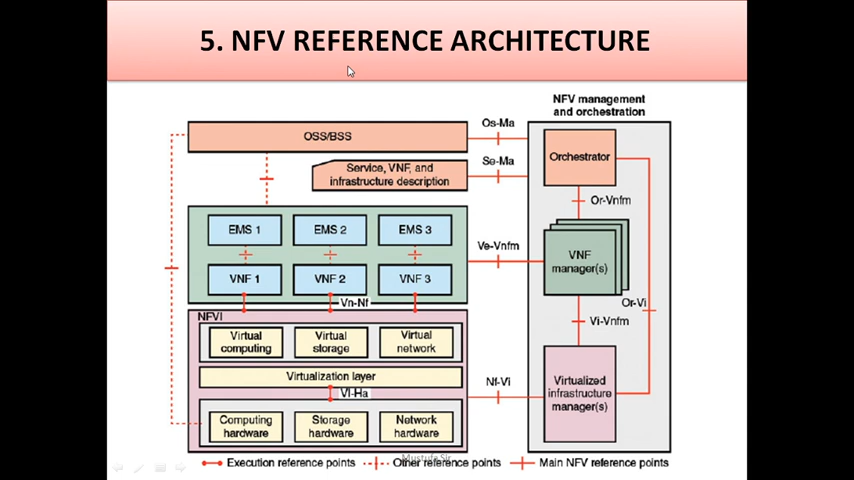 5. NFV REFERENCE ARCHITECTURE
NFV management
and orchestration
OSS/BSS
Os-Ma
Orchestrator
Service, VNF, and
infrastructure description
Se-Ma
Or-Vnfm
EMS 1
EMS 2
EMS 3
Ve-Vnfm
VNF
manager(s)
VNF 1
VNF 2
VNF 3
Vn-Nf
Or-Vi
NFVI
Vi-Vnfm
Virtual
computing
Virtual
storage
Virtual
network
Virtualization layer
Nf-Vi
Virtualized
infrastructure
manager(s)
Vl-Ha
Computing
hardware
Storage
hardware
Network
hardware
Mustufa Sir
Execution reference points
Other reference points
Main NFV reference points